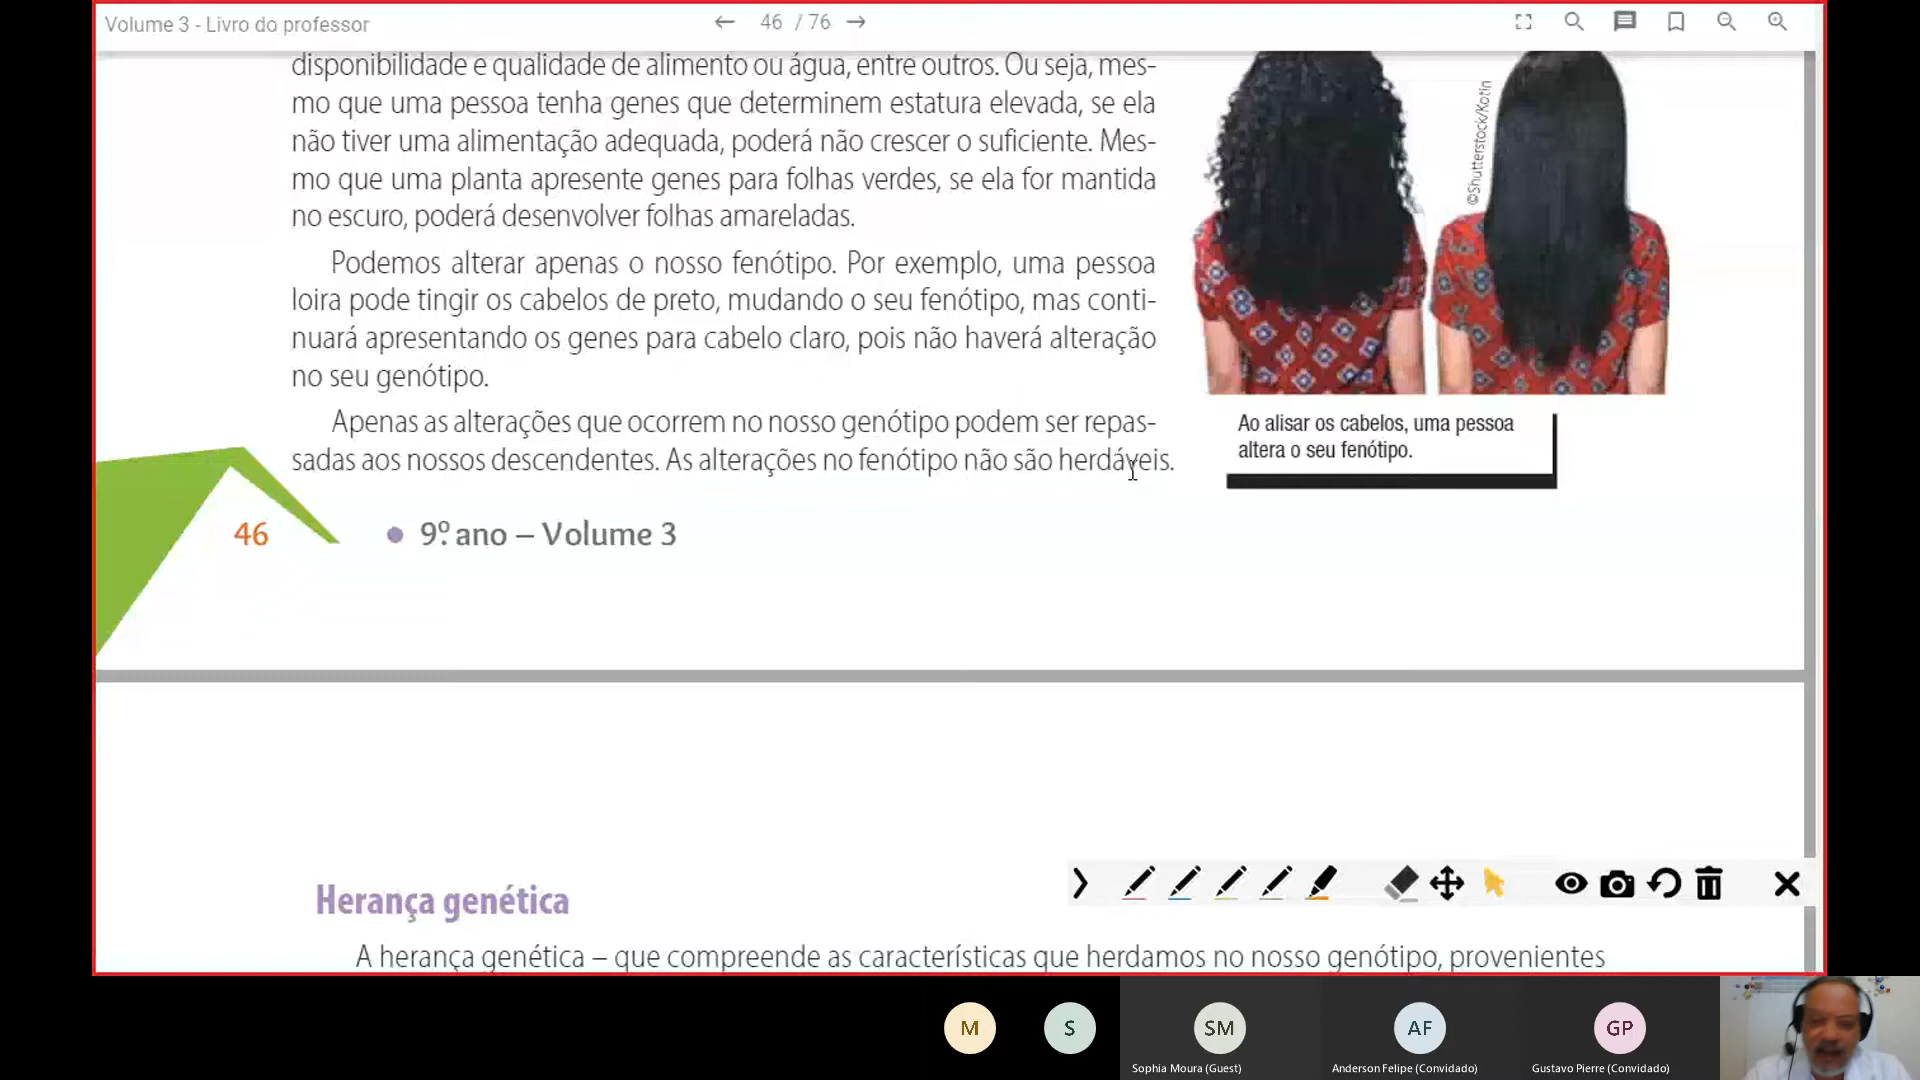 Volume 3 - Livro do professor
46 / 76
disponibilidade e qualidade de alimento ou água, entre outros. Ou seja, mes-
mo que uma pessoa tenha genes que determinem estatura elevada, se ela
não tiver uma alimentação adequada, poderá não crescer o suficiente. Mes-
mo que uma planta apresente genes para folhas verdes, se ela for mantida
no escuro, poderá desenvolver folhas amareladas.
Podemos alterar apenas o nosso fenótipo. Por exemplo, uma pessoa
loira pode tingir os cabelos de preto, mudando o seu fenótipo, mas conti-
nuará apresentando os genes para cabelo claro, pois não haverá alteração
no seu genótipo.
Apenas as alterações que ocorrem no nosso genótipo podem ser repas-
sadas aos nossos descendentes. As alterações no fenótipo não são herdáveis.
©Shutterstock/Kotin
Ao alisar os cabelos, uma pessoa
altera o seu fenótipo.
46
9º. ano – Volume 3
Herança genética
A herança genética – que compreende as características que herdamos no nosso genótipo, provenientes
M
S
SM
AF
GP
Sophia Moura (Guest)
Anderson Felipe (Convidado)
Gustavo Pierre (Convidado)